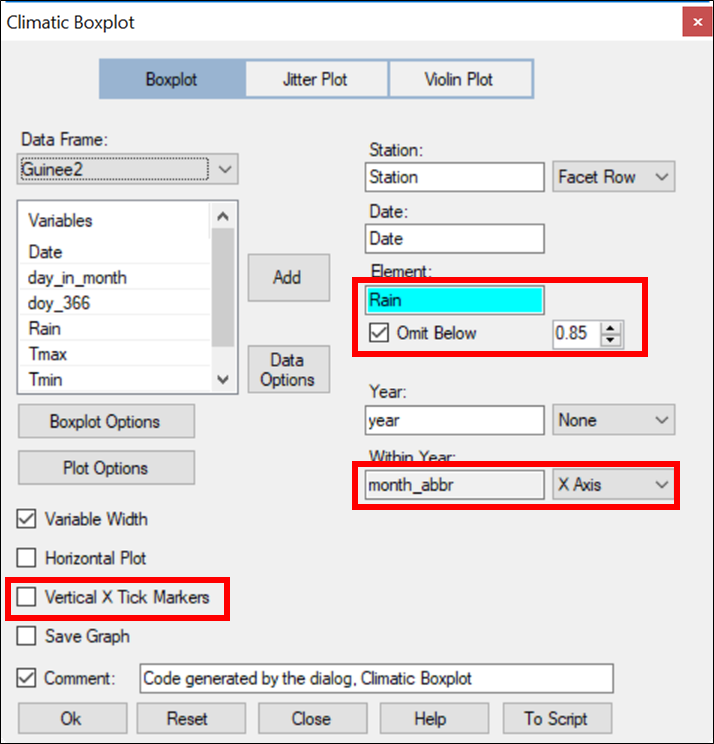 Climatic Boxplot
Boxplot Jitter Plot Violin Plot
Data Frame:
Guinee2
Variables
Date
day_in_month
doy_366
Rain
Tmax
Tmin
Add
Data
Options
Station:
Station Facet Row
Date:
Date
Element:
Rain
Omit Below 0.85
Year:
year None
Within Year:
month_abbr X Axis
Boxplot Options
Plot Options
Variable Width
Horizontal Plot
Vertical X Tick Markers
Save Graph
Comment: Code generated by the dialog, Climatic Boxplot
Ok Reset Close Help To Script